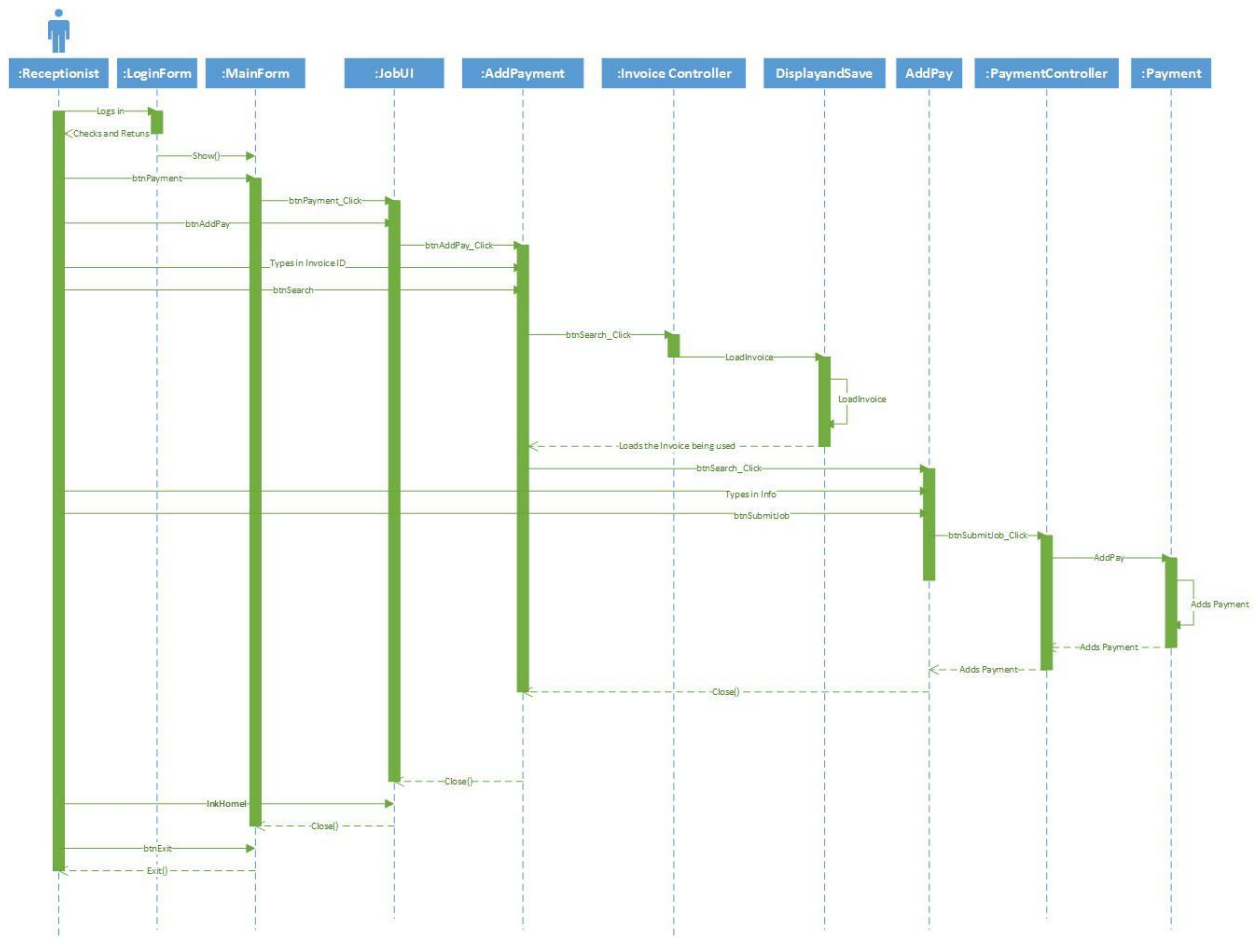 :Receptionist
:LoginForm
:MainForm
:JobUI
:AddPayment
:Invoice Controller
DisplayandSave
AddPay
:PaymentController
:Payment
Logs in
Checks and Retuns
Show()
btnPayment
btnPayment_Click
btnAddPay
btnAddPay_Click
Types in Invoice ID
btnSearch
btnSearch_Click
LoadInvoice
LoadInvoice
Loads the Invoice being used
btnSearch_Click
Types in Info
btnSubmitJob
btnSubmitJob_Click
AddPay
Adds Payment
Adds Payment
Adds Payment
Close()
Close()
lnkHomel
Close()
btnExit
Exit()